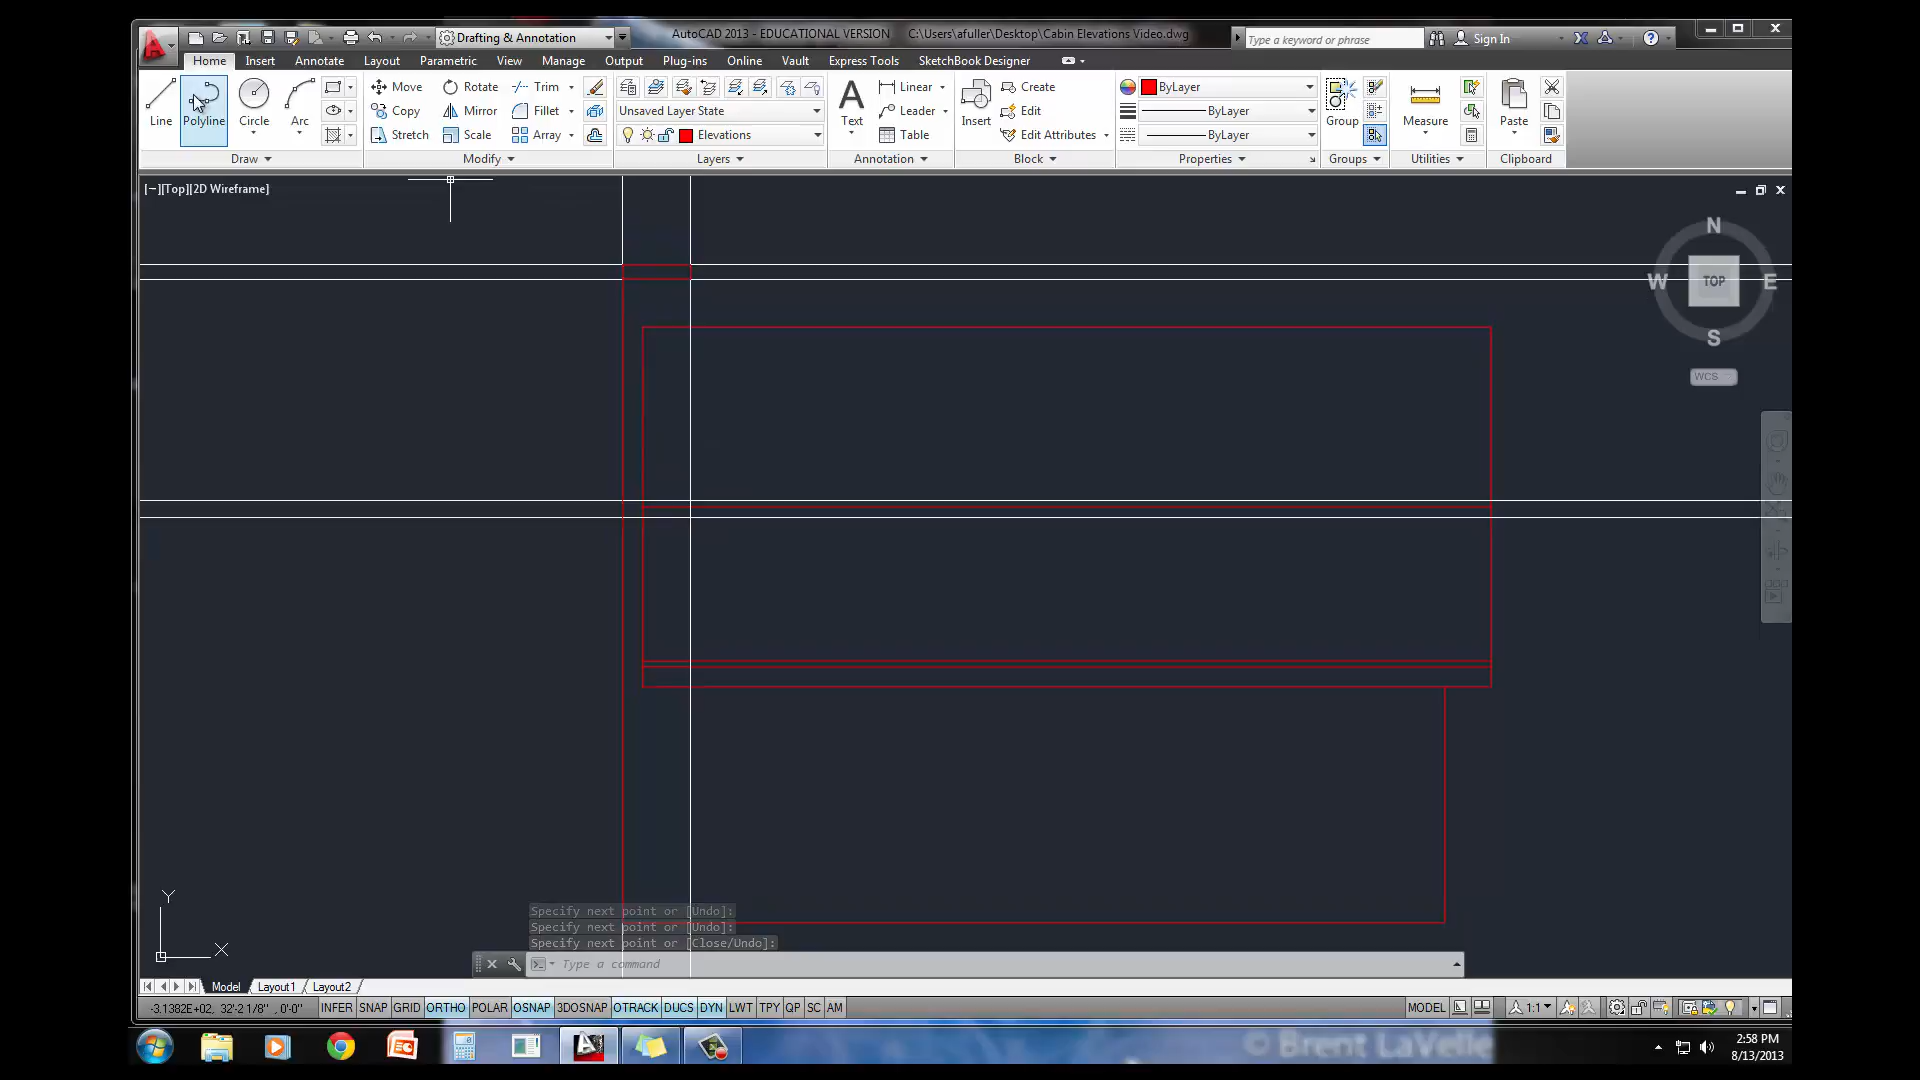 Drafting & Annotation
AutoCAD 2013 - EDUCATIONAL VERSION C:\Users\afuller\Desktop\Cabin Elevations Video.dwg
Type a keyword or phrase
Sign In
Home Insert Annotate Layout Parametric View Manage Output Plug-ins Online Vault Express Tools SketchBook Designer
Line Polyline Circle Arc
Move Rotate Trim
Copy Mirror Fillet
Stretch Scale Array
Unsaved Layer State
Elevations
Text
Linear
Leader
Table
Insert
Create
Edit
Edit Attributes
ByLayer
ByLayer
ByLayer
Group
Measure
Paste
Draw Modify Layers Annotation Block Properties Groups Utilities Clipboard
[−][Top][2D Wireframe]
N
W TOP E
S
WCS
Y
X
Specify next point or [Undo]:
Specify next point or [Undo]:
Specify next point or [Close/Undo]:
Type a command
Model Layout1 Layout2
-3.1382E+02, 32'-2 1/8" , 0'-0" INFER SNAP GRID ORTHO POLAR OSNAP 3DOSNAP OTRACK DUCS DYN LWT TPY QP SC AM
MODEL 1:1
© Brent LaVelle
2:58 PM
8/13/2013